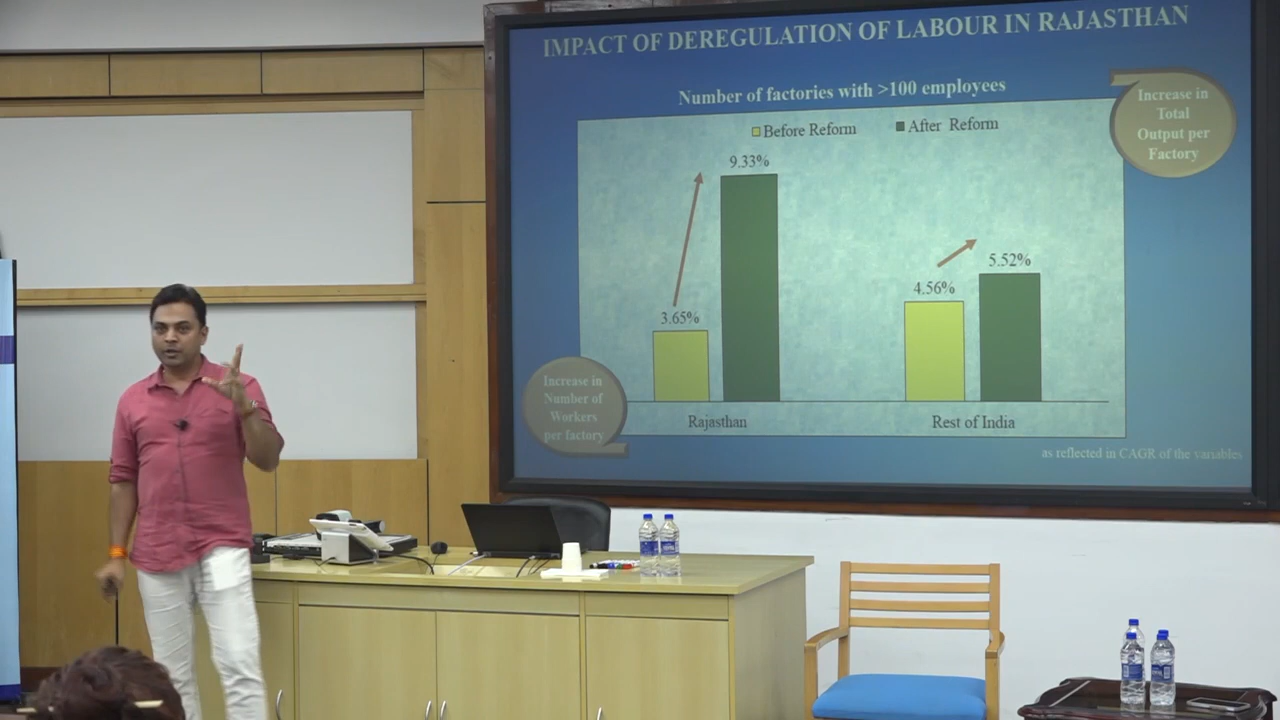 IMPACT OF DEREGULATION OF LABOUR IN RAJASTHAN
Number of factories with >100 employees
Before Reform
After Reform
Increase in
Total
Output per
Factory
9.33%
3.65%
5.52%
4.56%
Increase in
Number of
Workers
per factory
Rajasthan
Rest of India
as reflected in CAGR of the variables